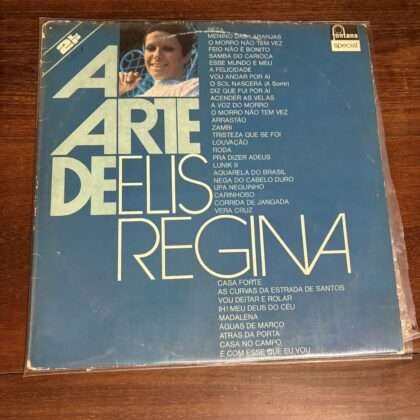 2LP
fontana
special
A
ARTE
DE ELIS
REGINA
REZA
MENINO DAS LARANJAS
O MORRO NÃO TEM VEZ
FEIO NÃO É BONITO
SAMBA DO CARIOCA
ESSE MUNDO É MEU
A FELICIDADE
VOU ANDAR POR AÍ
O SOL NASCERÁ (A Sorrir)
DIZ QUE FUI POR AÍ
ACENDER AS VELAS
A VOZ DO MORRO
O MORRO NÃO TEM VEZ
ARRASTÃO
ZAMBI
TRISTEZA QUE SE FOI
LOUVAÇÃO
RODA
PRA DIZER ADEUS
LUNIK 9
AQUARELA DO BRASIL
NEGA DO CABELO DURO
UPA NEGUINHO
CARINHOSO
CORRIDA DE JANGADA
VERA CRUZ
CASA FORTE
AS CURVAS DA ESTRADA DE SANTOS
VOU DEITAR E ROLAR
IH! MEU DEUS DO CÉU
MADALENA
ÁGUAS DE MARÇO
ATRÁS DA PORTA
CASA NO CAMPO
É COM ESSE QUE EU VOU